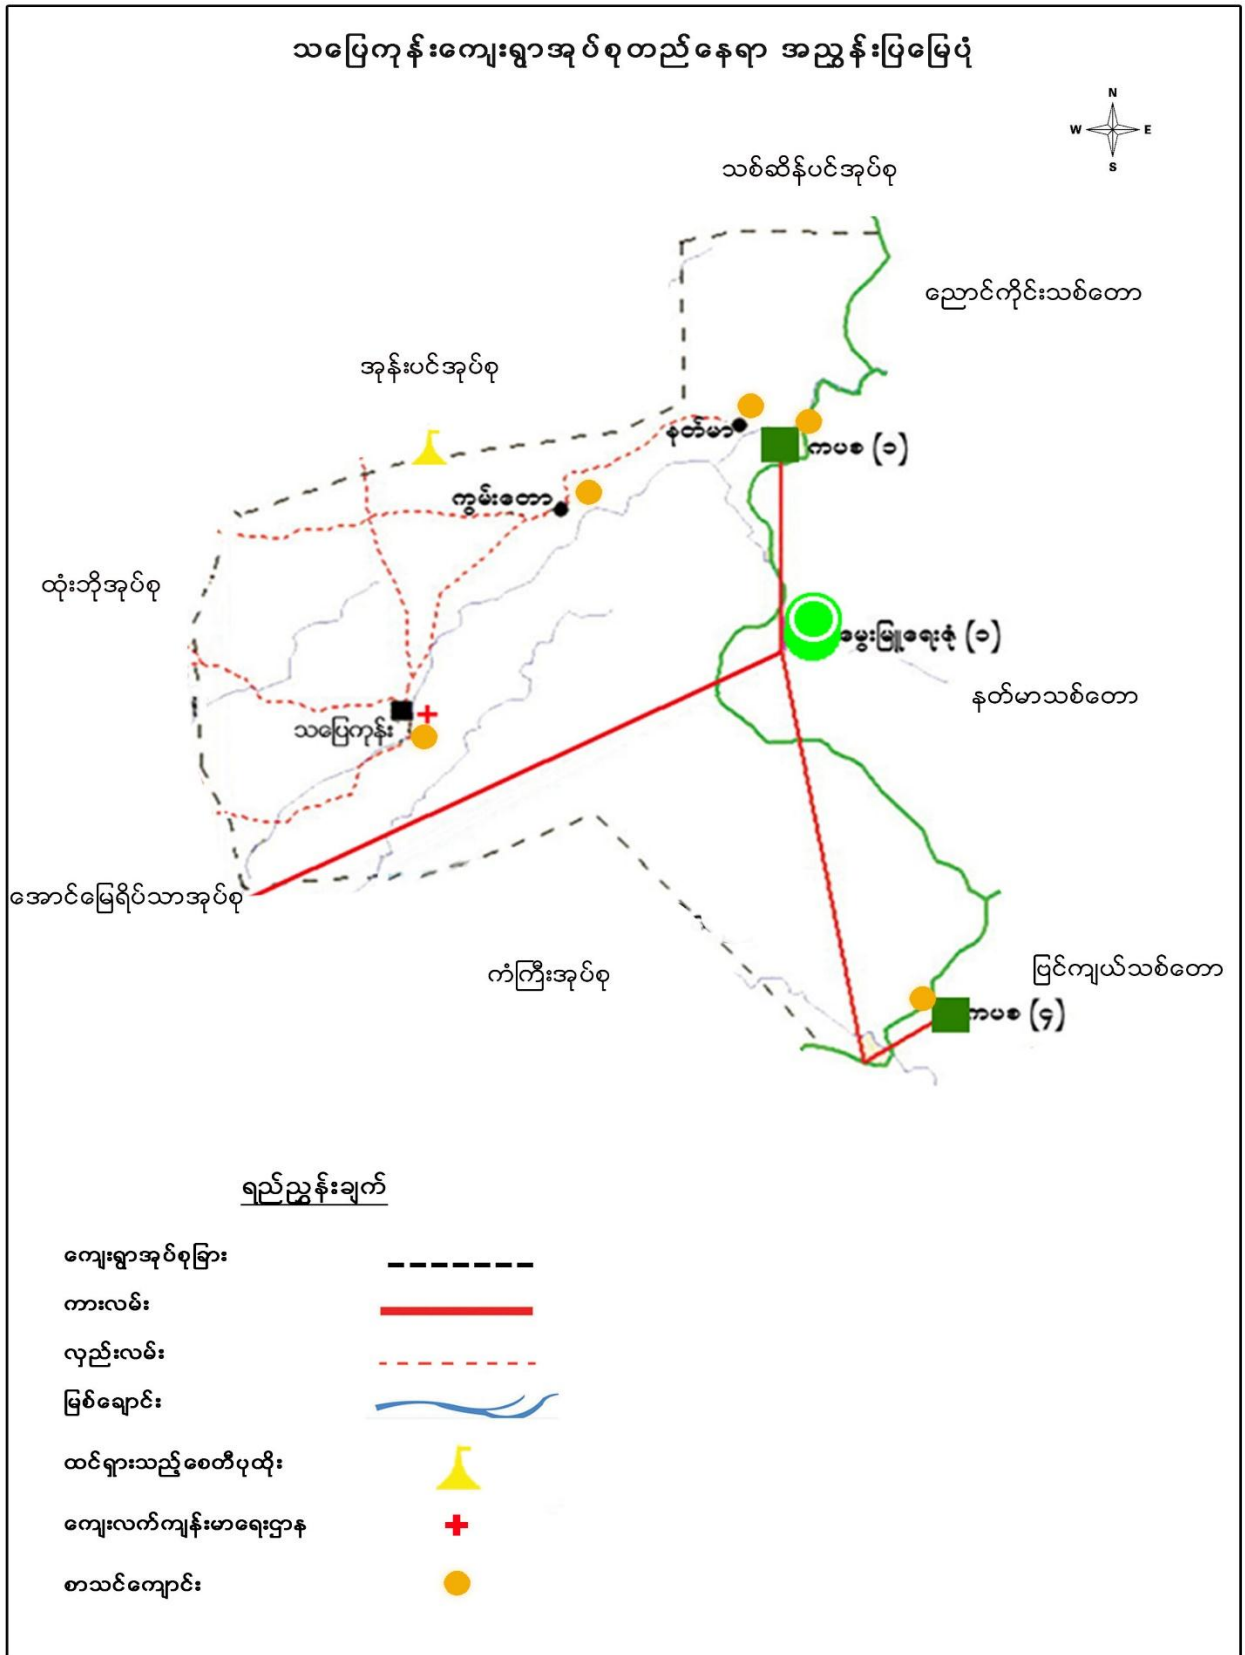 သပြေကုန်းကျေးရွာအုပ်စုတည်နေရာ အညွှန်းပြမြေပုံ
N
W E
S
သစ်ဆိန်ပင်အုပ်စု
ညောင်ကိုင်းသစ်တော
အုန်းပင်အုပ်စု
နတ်မာ
ကပစ (၁)
ကွမ်းတော
ထုံးဘိုအုပ်စု
မွေးမြူရေးဇုံ (၁)
နတ်မာသစ်တော
သပြေကုန်း
အောင်မြေရိပ်သာအုပ်စု
ကံကြီးအုပ်စု
ဗြင်ကျယ်သစ်တော
ကပစ (၄)
ရည်ညွှန်းချက်
ကျေးရွာအုပ်စုခြား
ကားလမ်း
လှည်းလမ်း
မြစ်ချောင်း
ထင်ရှားသည့်စေတီပုထိုး
ကျေးလက်ကျန်းမာရေးဌာန
စာသင်ကျောင်း